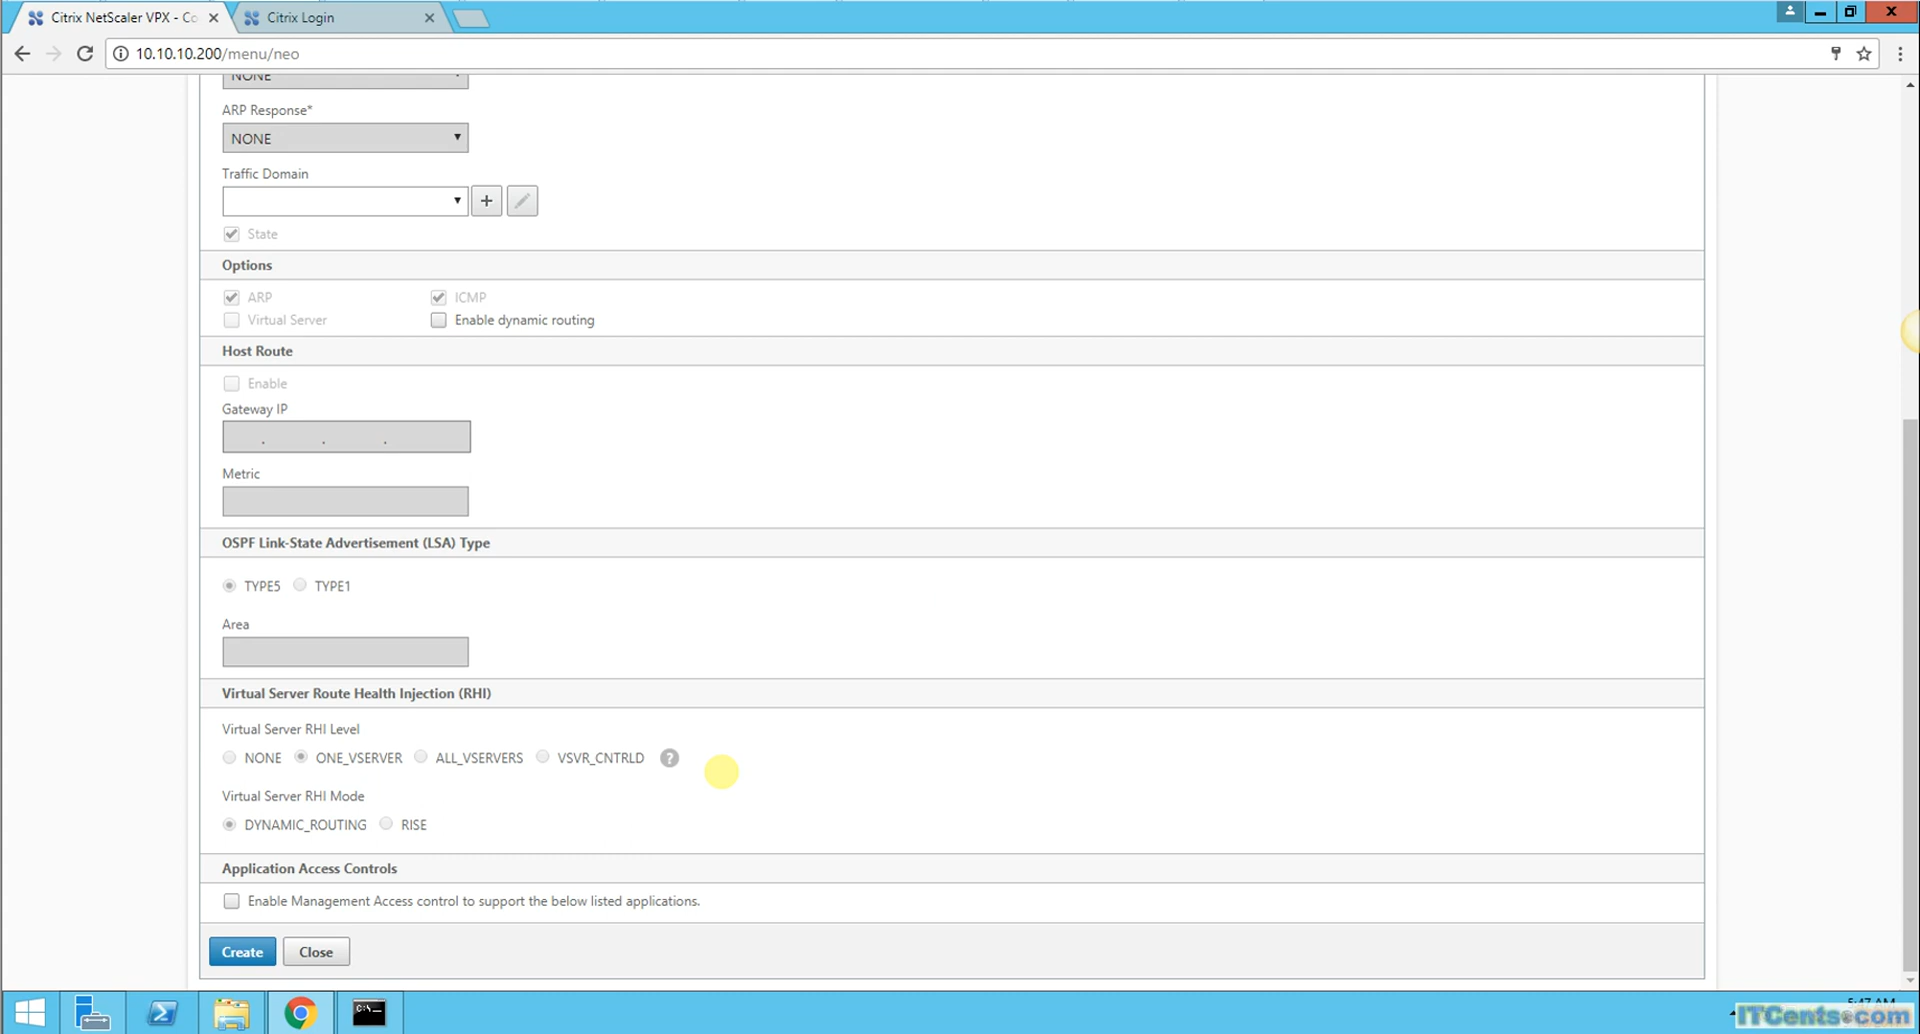 Citrix NetScaler VPX - Co
Citrix Login
10.10.10.200/menu/neo
NONE
ARP Response*
NONE
Traffic Domain
State
Options
ARP
ICMP
Virtual Server
Enable dynamic routing
Host Route
Enable
Gateway IP
. . .
Metric
OSPF Link-State Advertisement (LSA) Type
TYPE5 TYPE1
Area
Virtual Server Route Health Injection (RHI)
Virtual Server RHI Level
NONE ONE_VSERVER ALL_VSERVERS VSVR_CNTRLD ?
Virtual Server RHI Mode
DYNAMIC_ROUTING RISE
Application Access Controls
Enable Management Access control to support the below listed applications.
Create Close
C:\_
5:47 AM
ITCents.com